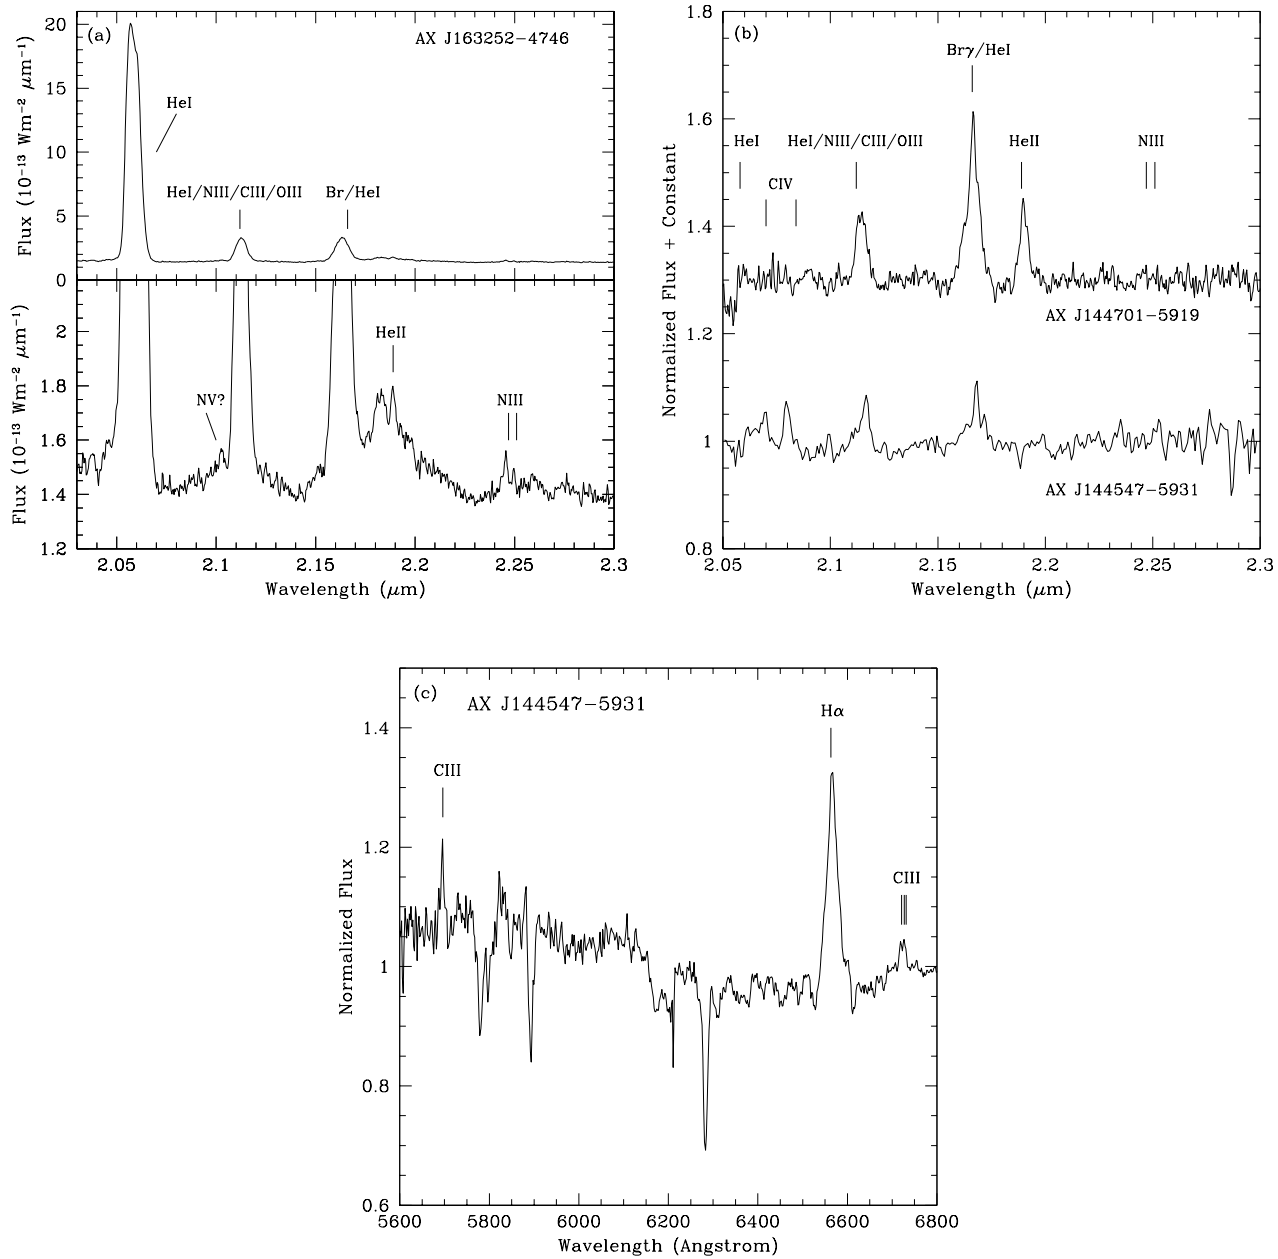 (a)
AX J163252−4746
HeI
HeI/NIII/CIII/OIII
Br/HeI
20
15
10
5
0
Flux (10⁻¹³ Wm⁻² μm⁻¹)
NV?
HeII
NIII
2
1.8
1.6
1.4
1.2
Flux (10⁻¹³ Wm⁻² μm⁻¹)
2.05
2.1
2.15
2.2
2.25
2.3
Wavelength (μm)
(b)
Brγ/HeI
HeI
HeI/NIII/CIII/OIII
HeII
NIII
CIV
AX J144701−5919
AX J144547−5931
1.8
1.6
1.4
1.2
1
0.8
Normalized Flux + Constant
2.05
2.1
2.15
2.2
2.25
2.3
Wavelength (μm)
(c)
AX J144547−5931
Hα
CIII
CIII
1.4
1.2
1
0.8
0.6
Normalized Flux
5600
5800
6000
6200
6400
6600
6800
Wavelength (Angstrom)